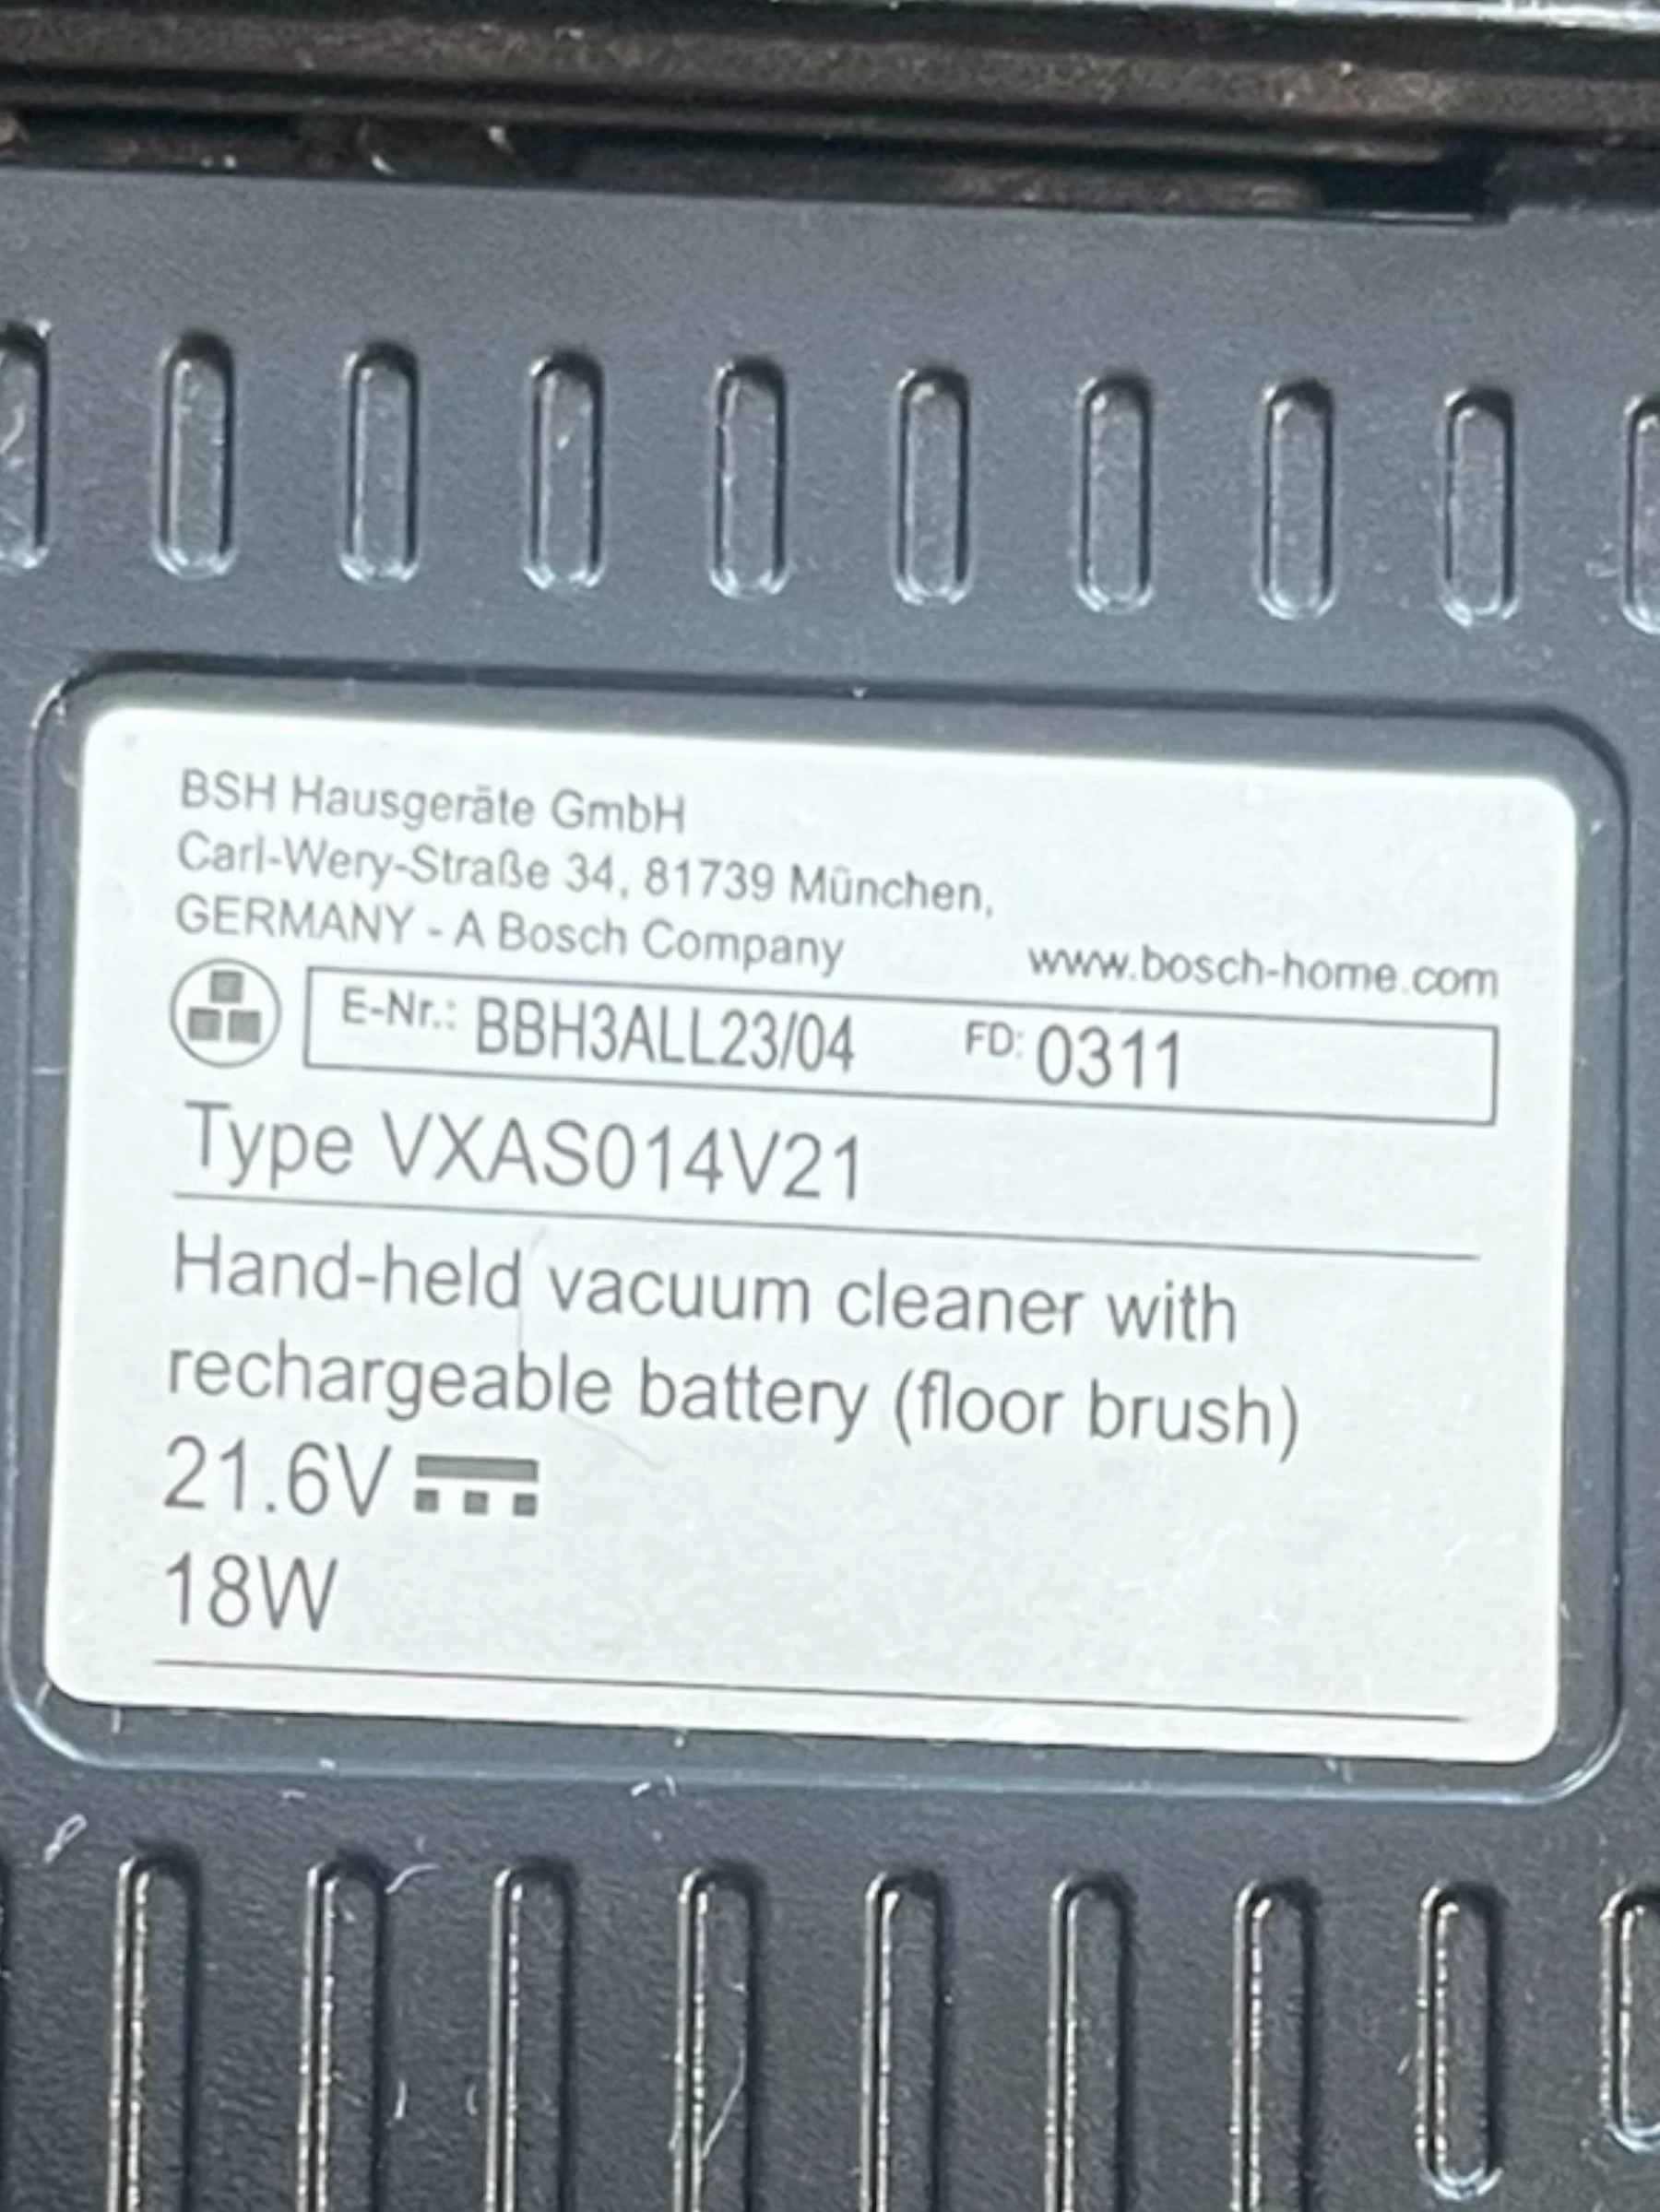 BSH Hausgeräte GmbH
Carl-Wery-Straße 34, 81739 München,
GERMANY - A Bosch Company
www.bosch-home.com
E-Nr.: BBH3ALL23/04 FD: 0311
Type VXAS014V21
Hand-held vacuum cleaner with
rechargeable battery (floor brush)
21.6V
18W